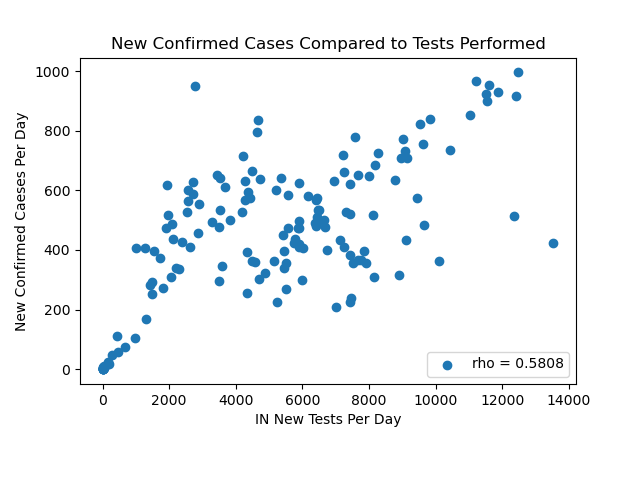 New Confirmed Cases Compared to Tests Performed
1000
800
600
400
200
0
New Confirmed Caeses Per Day
rho = 0.5808
0 2000 4000 6000 8000 10000 12000 14000
IN New Tests Per Day